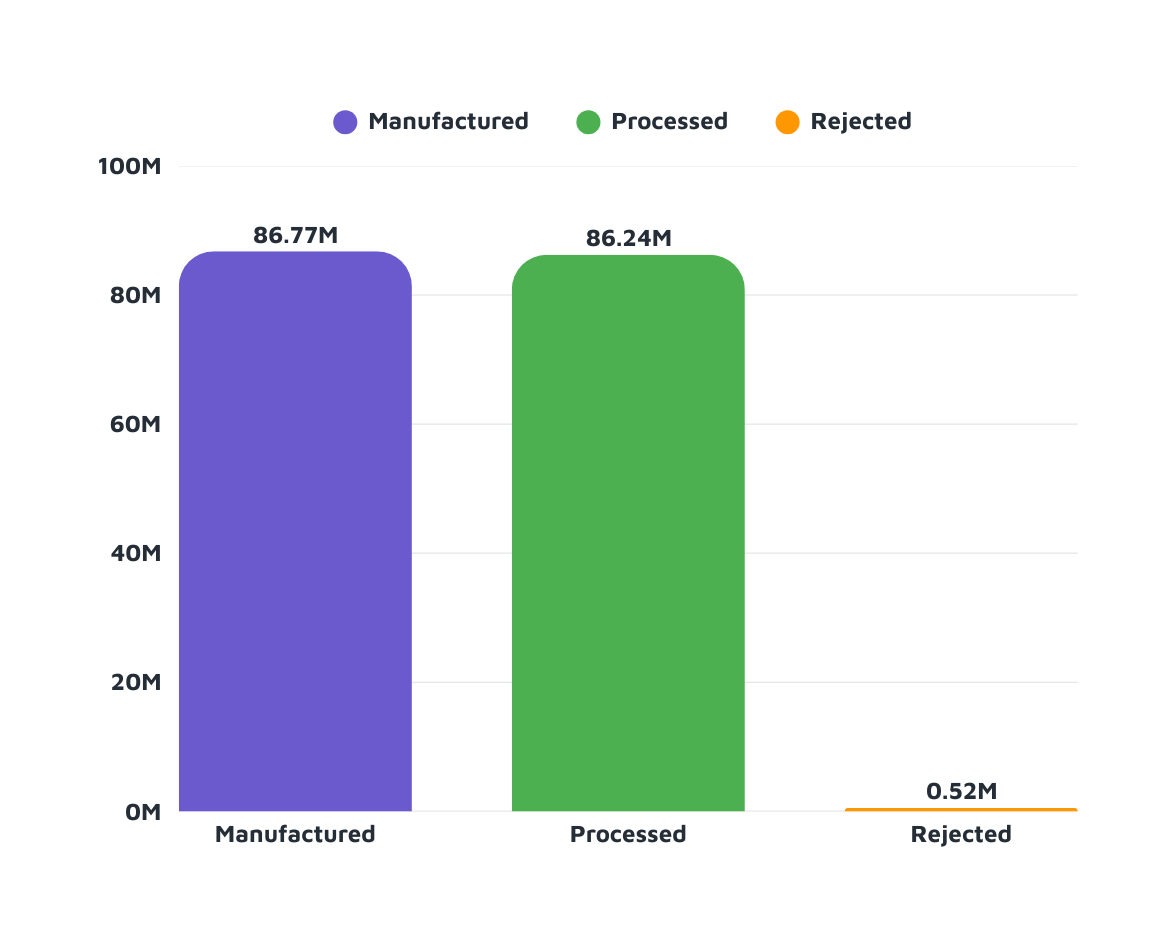 Manufactured Processed Rejected
100M
86.77M 86.24M
80M
60M
40M
20M
0.52M
0M
Manufactured Processed Rejected